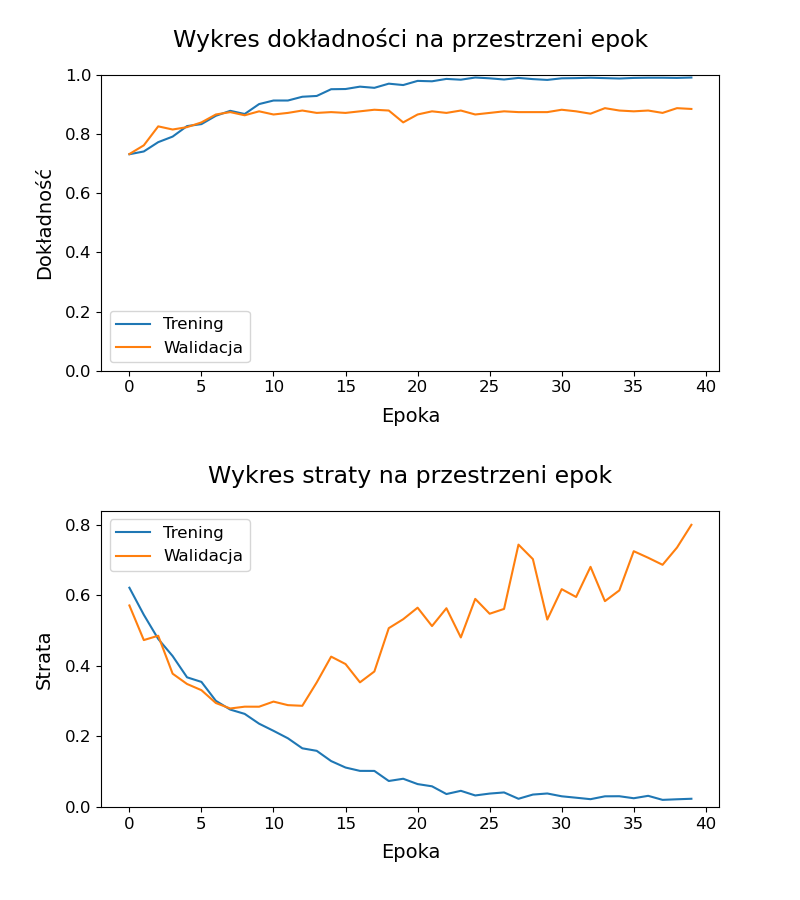 Wykres dokładności na przestrzeni epok
1.0
0.8
0.6
0.4
0.2
0.0
Dokładność
Trening
Walidacja
0 5 10 15 20 25 30 35 40
Epoka
Wykres straty na przestrzeni epok
0.8
0.6
0.4
0.2
0.0
Strata
Trening
Walidacja
0 5 10 15 20 25 30 35 40
Epoka